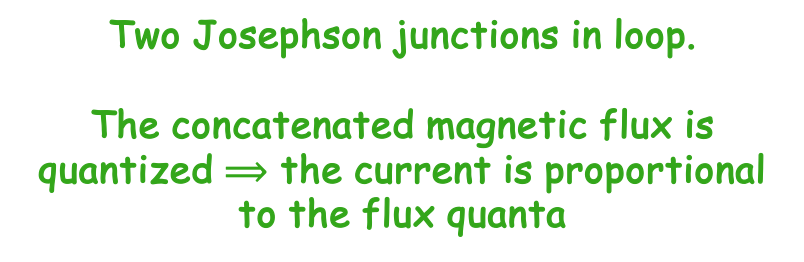 Two Josephson junctions in loop.
The concatenated magnetic flux is
quantized ⟹ the current is proportional
to the flux quanta